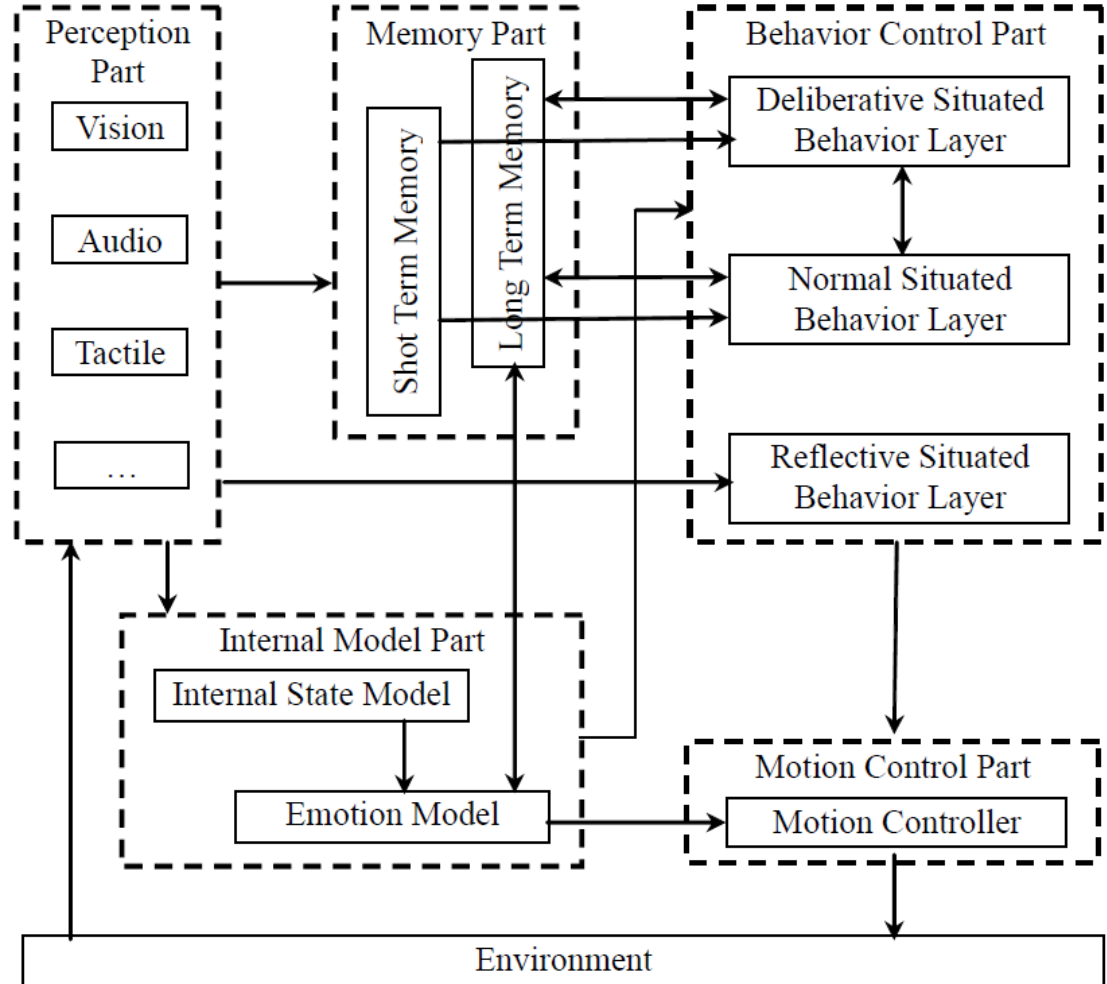 Perception
Part
Vision
Audio
Tactile
…
Memory Part
Shot Term Memory
Long Term Memory
Behavior Control Part
Deliberative Situated
Behavior Layer
Normal Situated
Behavior Layer
Reflective Situated
Behavior Layer
Internal Model Part
Internal State Model
Emotion Model
Motion Control Part
Motion Controller
Environment